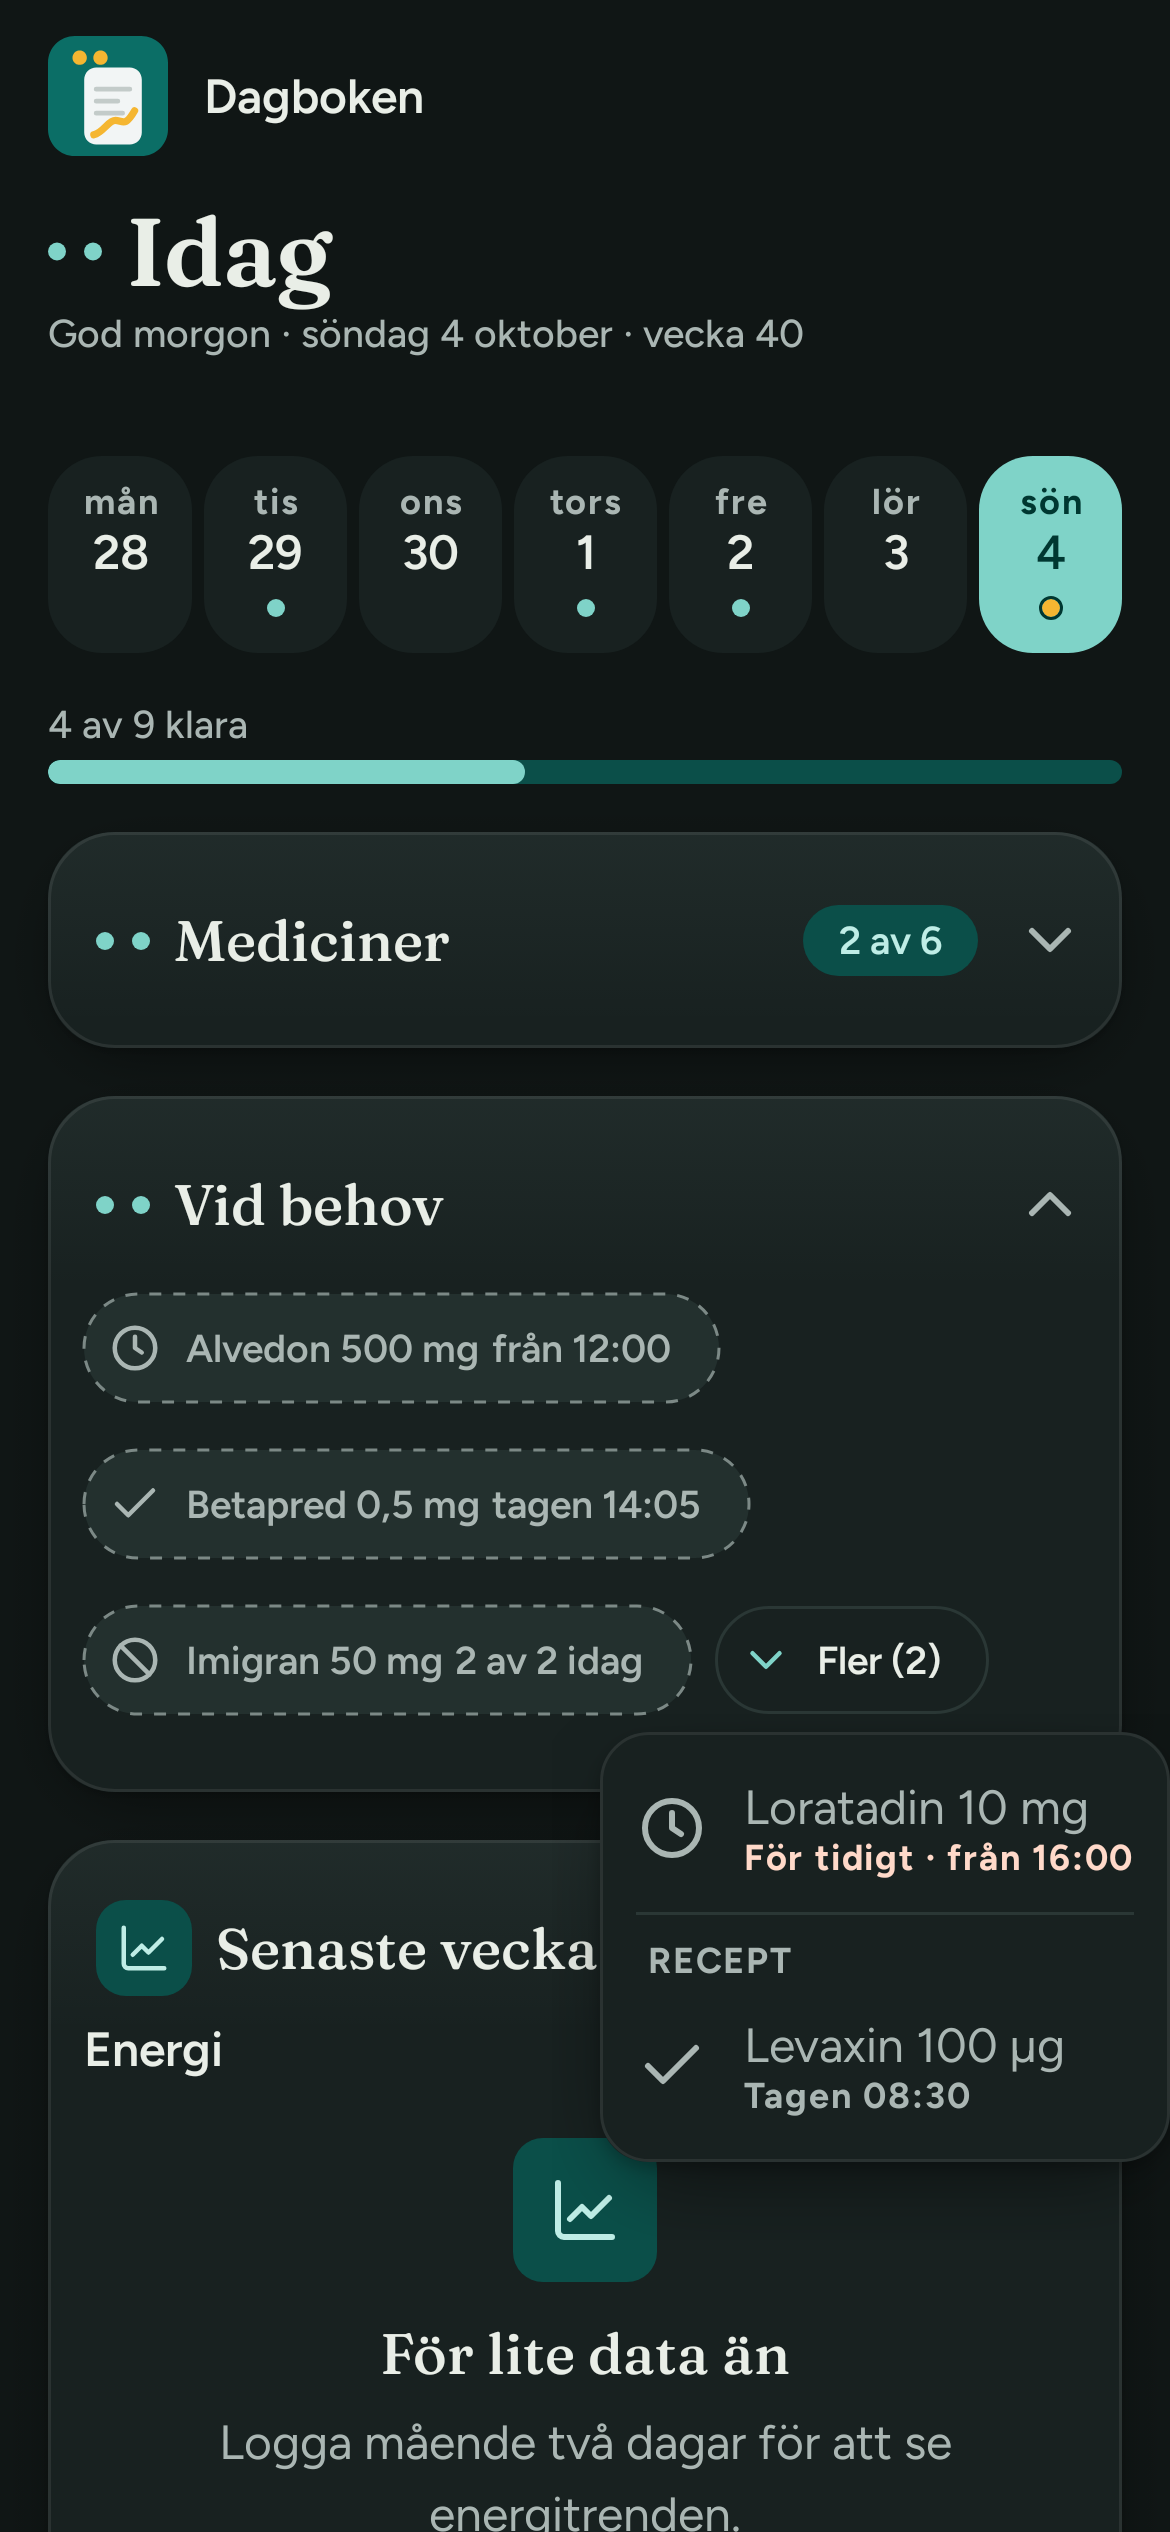 Dagboken
Idag
God morgon · söndag 4 oktober · vecka 40
mån tis ons tors fre lör sön
28 29 30 1 2 3 4
4 av 9 klara
Mediciner 2 av 6
Vid behov
Alvedon 500 mg från 12:00
Betapred 0,5 mg tagen 14:05
Imigran 50 mg 2 av 2 idag Fler (2)
Loratadin 10 mg
För tidigt · från 16:00
RECEPT
Levaxin 100 µg
Tagen 08:30
Senaste vecka
Energi
För lite data än
Logga mående två dagar för att se
energitrenden.